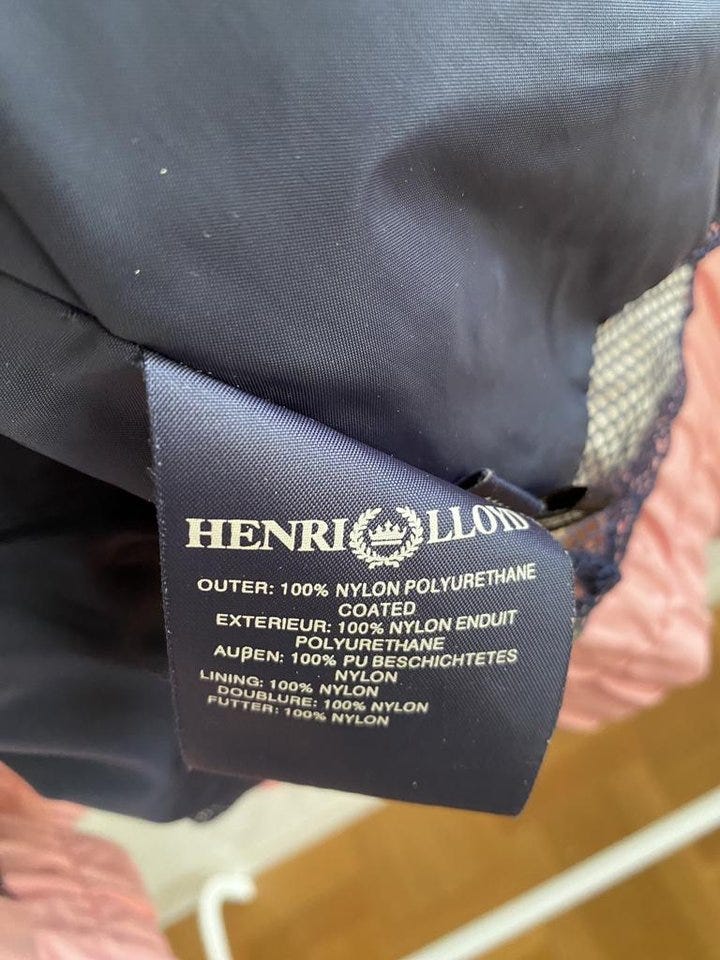 HENRI LLOYD
OUTER: 100% NYLON POLYURETHANE
COATED
EXTERIEUR: 100% NYLON ENDUIT
POLYURETHANE
AUβEN: 100% PU BESCHICHTETES
NYLON
LINING: 100% NYLON
DOUBLURE: 100% NYLON
FUTTER: 100% NYLON